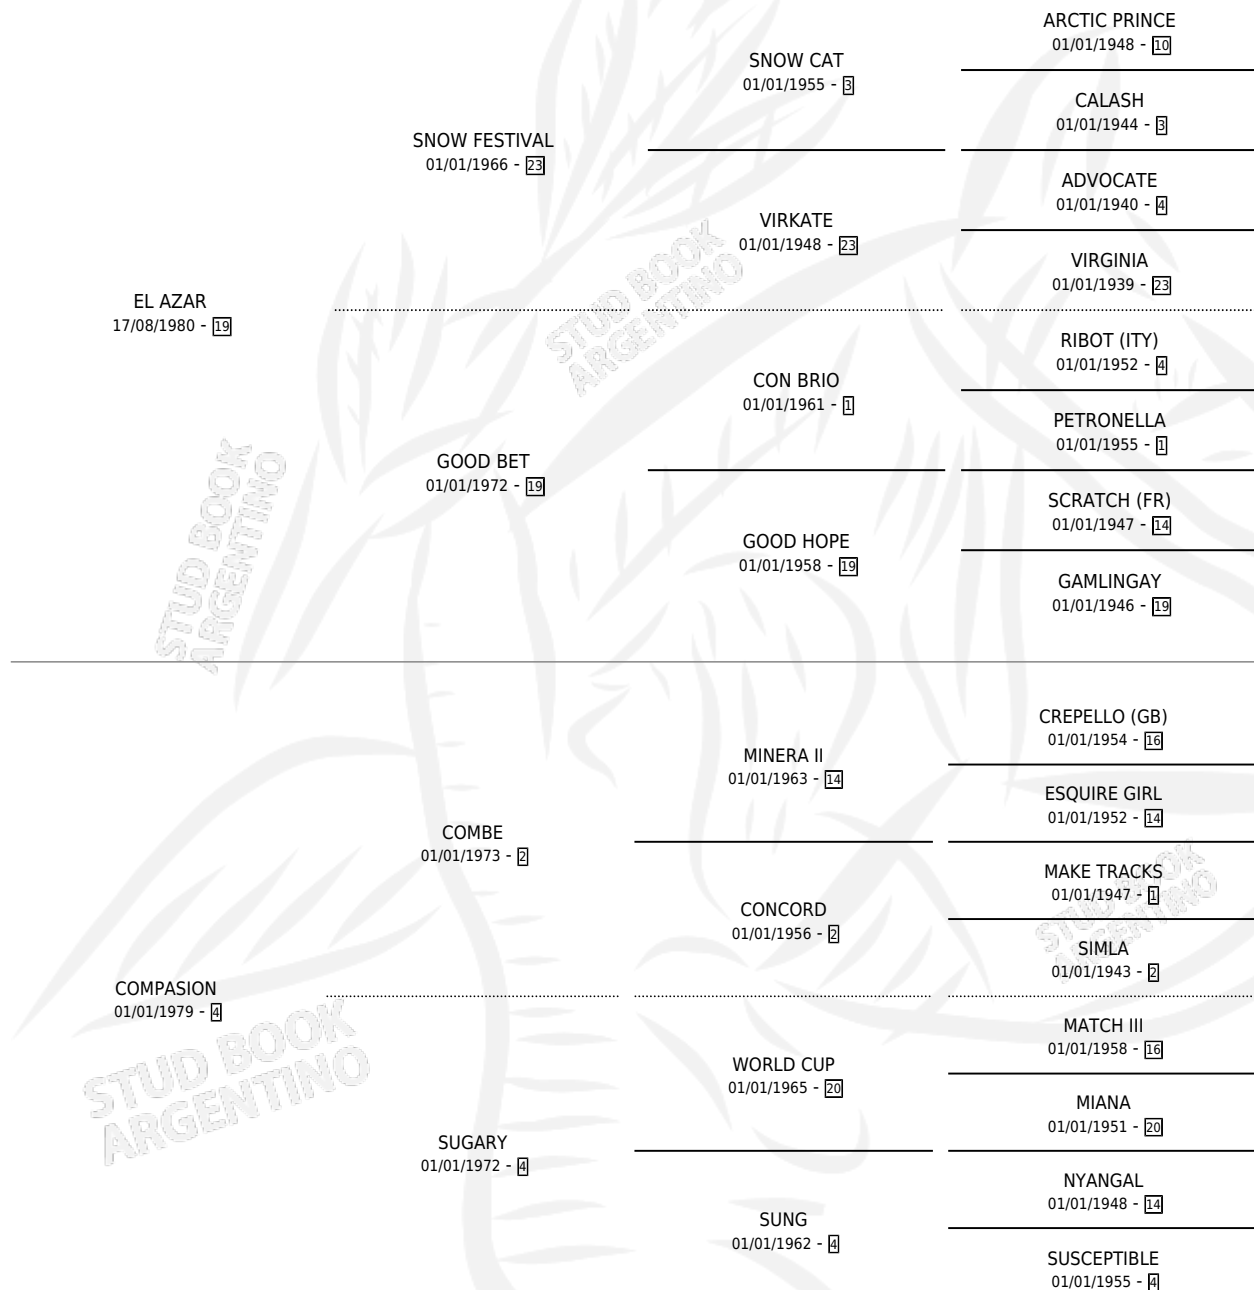 ARCTIC PRINCE
01/01/1948 - 10
SNOW CAT
01/01/1955 - 3
CALASH
01/01/1944 - 3
SNOW FESTIVAL
01/01/1966 - 23
ADVOCATE
01/01/1940 - 4
VIRKATE
01/01/1948 - 23
VIRGINIA
01/01/1939 - 23
EL AZAR
17/08/1980 - 19
STUD BOOK
ARGENTINO
RIBOT (ITY)
01/01/1952 - 4
CON BRIO
01/01/1961 - 1
PETRONELLA
01/01/1955 - 1
GOOD BET
01/01/1972 - 19
SCRATCH (FR)
01/01/1947 - 14
GOOD HOPE
01/01/1958 - 19
GAMLINGAY
01/01/1946 - 19
STUD BOOK
ARGENTINO
CREPELLO (GB)
01/01/1954 - 16
MINERA II
01/01/1963 - 14
ESQUIRE GIRL
01/01/1952 - 14
COMBE
01/01/1973 - 2
MAKE TRACKS
01/01/1947 - 1
CONCORD
01/01/1956 - 2
SIMLA
01/01/1943 - 2
STUD BOOK
ARGENTINO
COMPASION
01/01/1979 - 4
STUD BOOK
ARGENTINO
MATCH III
01/01/1958 - 16
WORLD CUP
01/01/1965 - 20
MIANA
01/01/1951 - 20
SUGARY
01/01/1972 - 4
NYANGAL
01/01/1948 - 14
SUNG
01/01/1962 - 4
SUSCEPTIBLE
01/01/1955 - 4